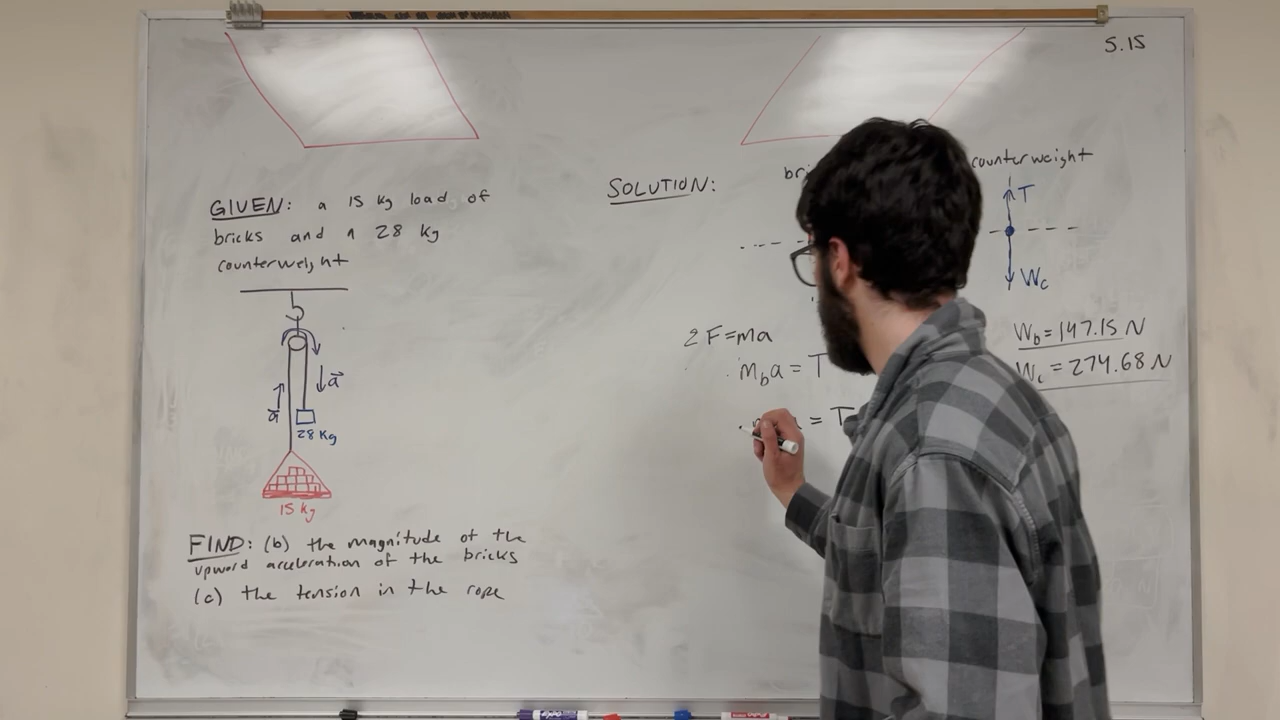 5.15
GIVEN: a 15 kg load of
bricks and a 28 kg
counterweight
a
a
28 kg
15 kg
FIND: (b) the magnitude of the
upward acceleration of the bricks
(c) the tension in the rope
SOLUTION:
counterweight
T
Wc
ΣF=ma
mba = T
= T
Wb = 147.15 N
Wc = 274.68 N